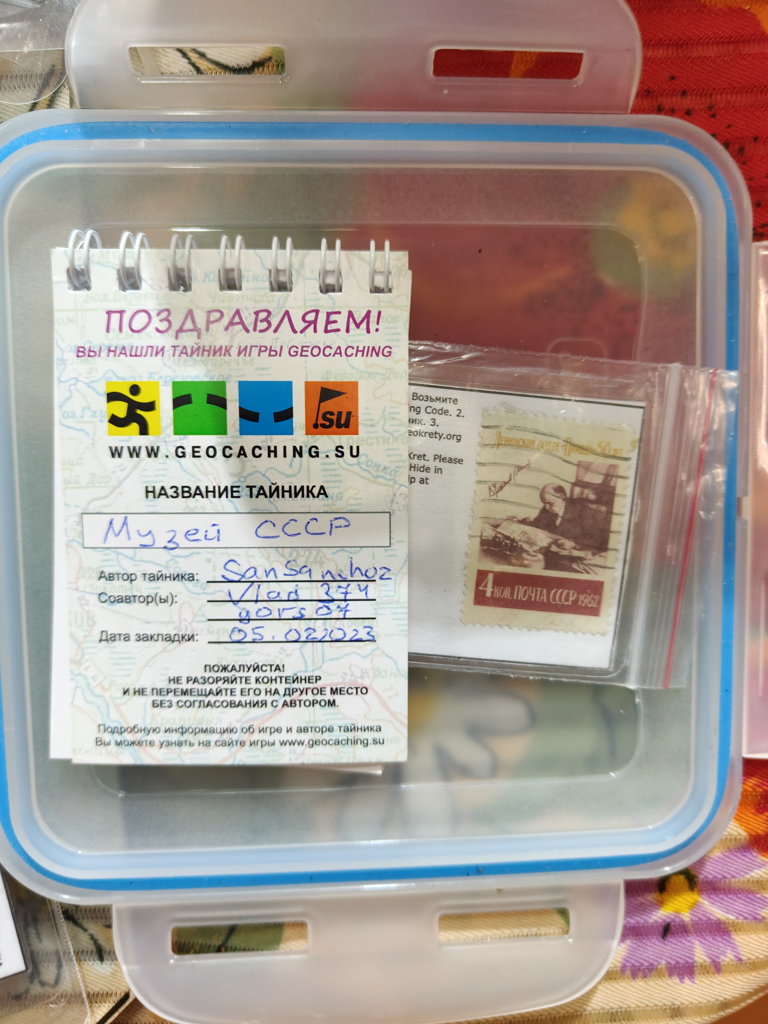 ПОЗДРАВЛЯЕМ!
ВЫ НАШЛИ ТАЙНИК ИГРЫ GEOCACHING
.su
WWW.GEOCACHING.SU
НАЗВАНИЕ ТАЙНИКА
Музей СССР
Автор тайника: SanSanchoz
Соавтор(ы): Vlad 374
gors07
Дата закладки: 05.02.2023
ПОЖАЛУЙСТА!
НЕ РАЗОРЯЙТЕ КОНТЕЙНЕР
И НЕ ПЕРЕМЕЩАЙТЕ ЕГО НА ДРУГОЕ МЕСТО
БЕЗ СОГЛАСОВАНИЯ С АВТОРОМ.
Подробную информацию об игре и авторе тайника
Вы можете узнать на сайте игры www.geocaching.su
Возьмите
ng Code. 2.
ник. 3.
eokrety.org
Kret. Please
Hide in
p at
50
4 КОП. ПОЧТА СССР 1962